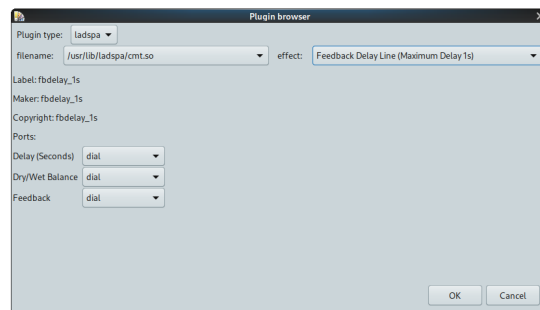 Plugin browser
Plugin type: ladspa
filename: /usr/lib/ladspa/cmt.so effect: Feedback Delay Line (Maximum Delay 1s)
Label: fbdelay_1s
Maker: fbdelay_1s
Copyright: fbdelay_1s
Ports:
Delay (Seconds) dial
Dry/Wet Balance dial
Feedback dial
OK Cancel